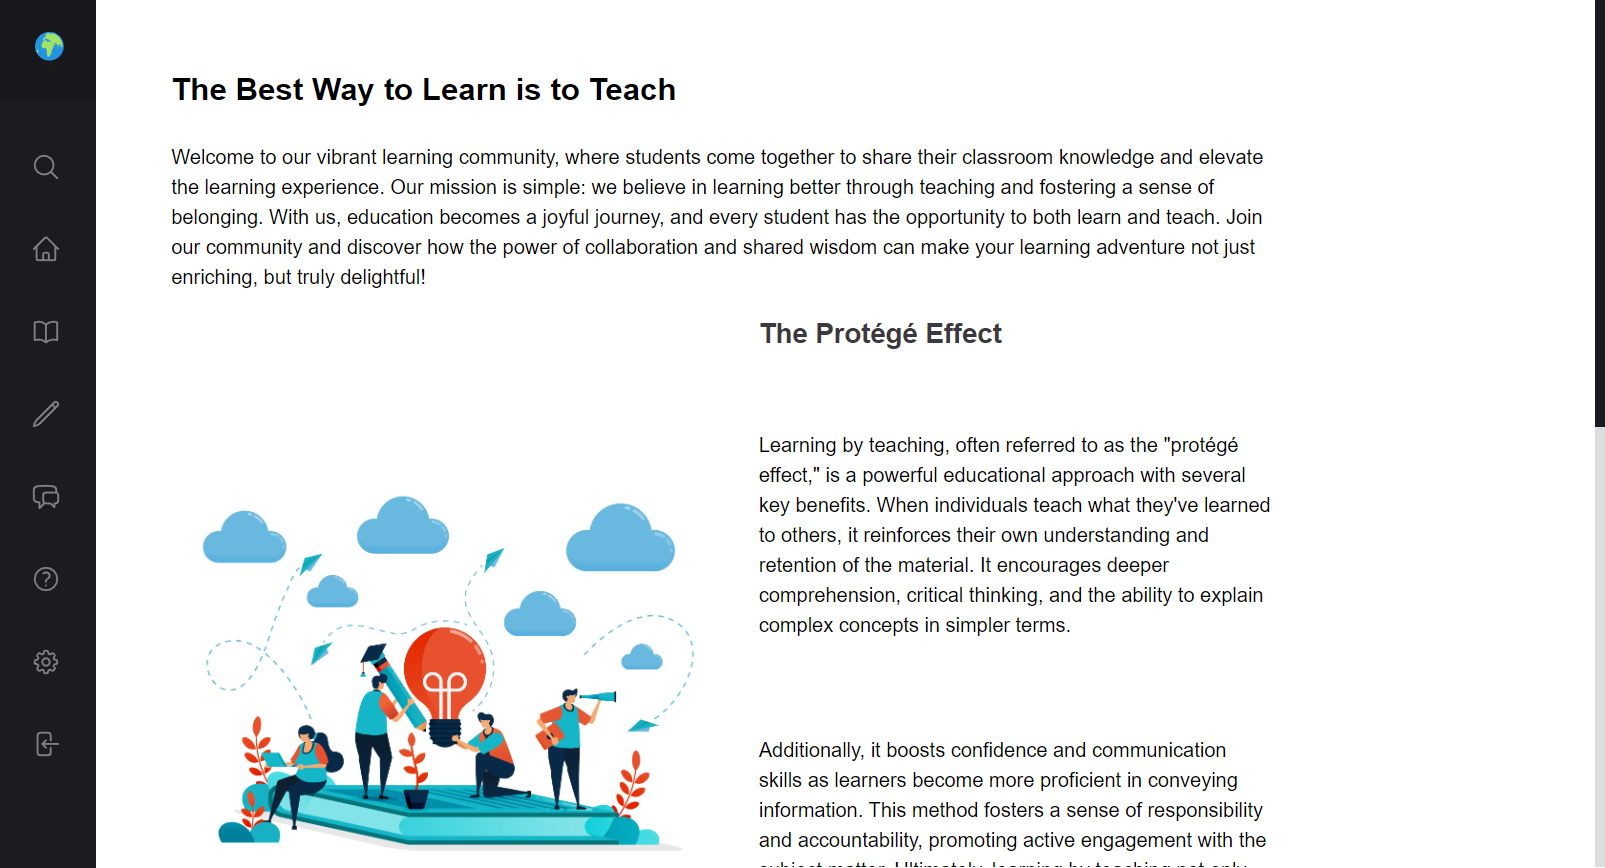 The Best Way to Learn is to Teach
Welcome to our vibrant learning community, where students come together to share their classroom knowledge and elevate
the learning experience. Our mission is simple: we believe in learning better through teaching and fostering a sense of
belonging. With us, education becomes a joyful journey, and every student has the opportunity to both learn and teach. Join
our community and discover how the power of collaboration and shared wisdom can make your learning adventure not just
enriching, but truly delightful!
The Protégé Effect
Learning by teaching, often referred to as the "protégé
effect," is a powerful educational approach with several
key benefits. When individuals teach what they've learned
to others, it reinforces their own understanding and
retention of the material. It encourages deeper
comprehension, critical thinking, and the ability to explain
complex concepts in simpler terms.
Additionally, it boosts confidence and communication
skills as learners become more proficient in conveying
information. This method fosters a sense of responsibility
and accountability, promoting active engagement with the
subject matter. Ultimately, learning by teaching not only